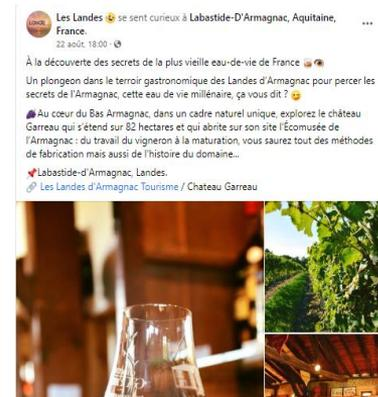 Les Landes 😉 se sent curieux à Labastide-D'Armagnac, Aquitaine,
France.
22 août, 18:00 ·
À la découverte des secrets de la plus vieille eau-de-vie de France 🥃👁
Un plongeon dans le terroir gastronomique des Landes d'Armagnac pour percer les
secrets de l'Armagnac, cette eau de vie millénaire, ça vous dit ? 😉
🍇Au cœur du Bas Armagnac, dans un cadre naturel unique, explorez le château
Garreau qui s'étend sur 82 hectares et qui abrite sur son site l'Écomusée de
l'Armagnac : du travail du vigneron à la maturation, vous saurez tout des méthodes
de fabrication mais aussi de l'histoire du domaine...
📌Labastide-d'Armagnac, Landes.
🔗 Les Landes d'Armagnac Tourisme / Chateau Garreau